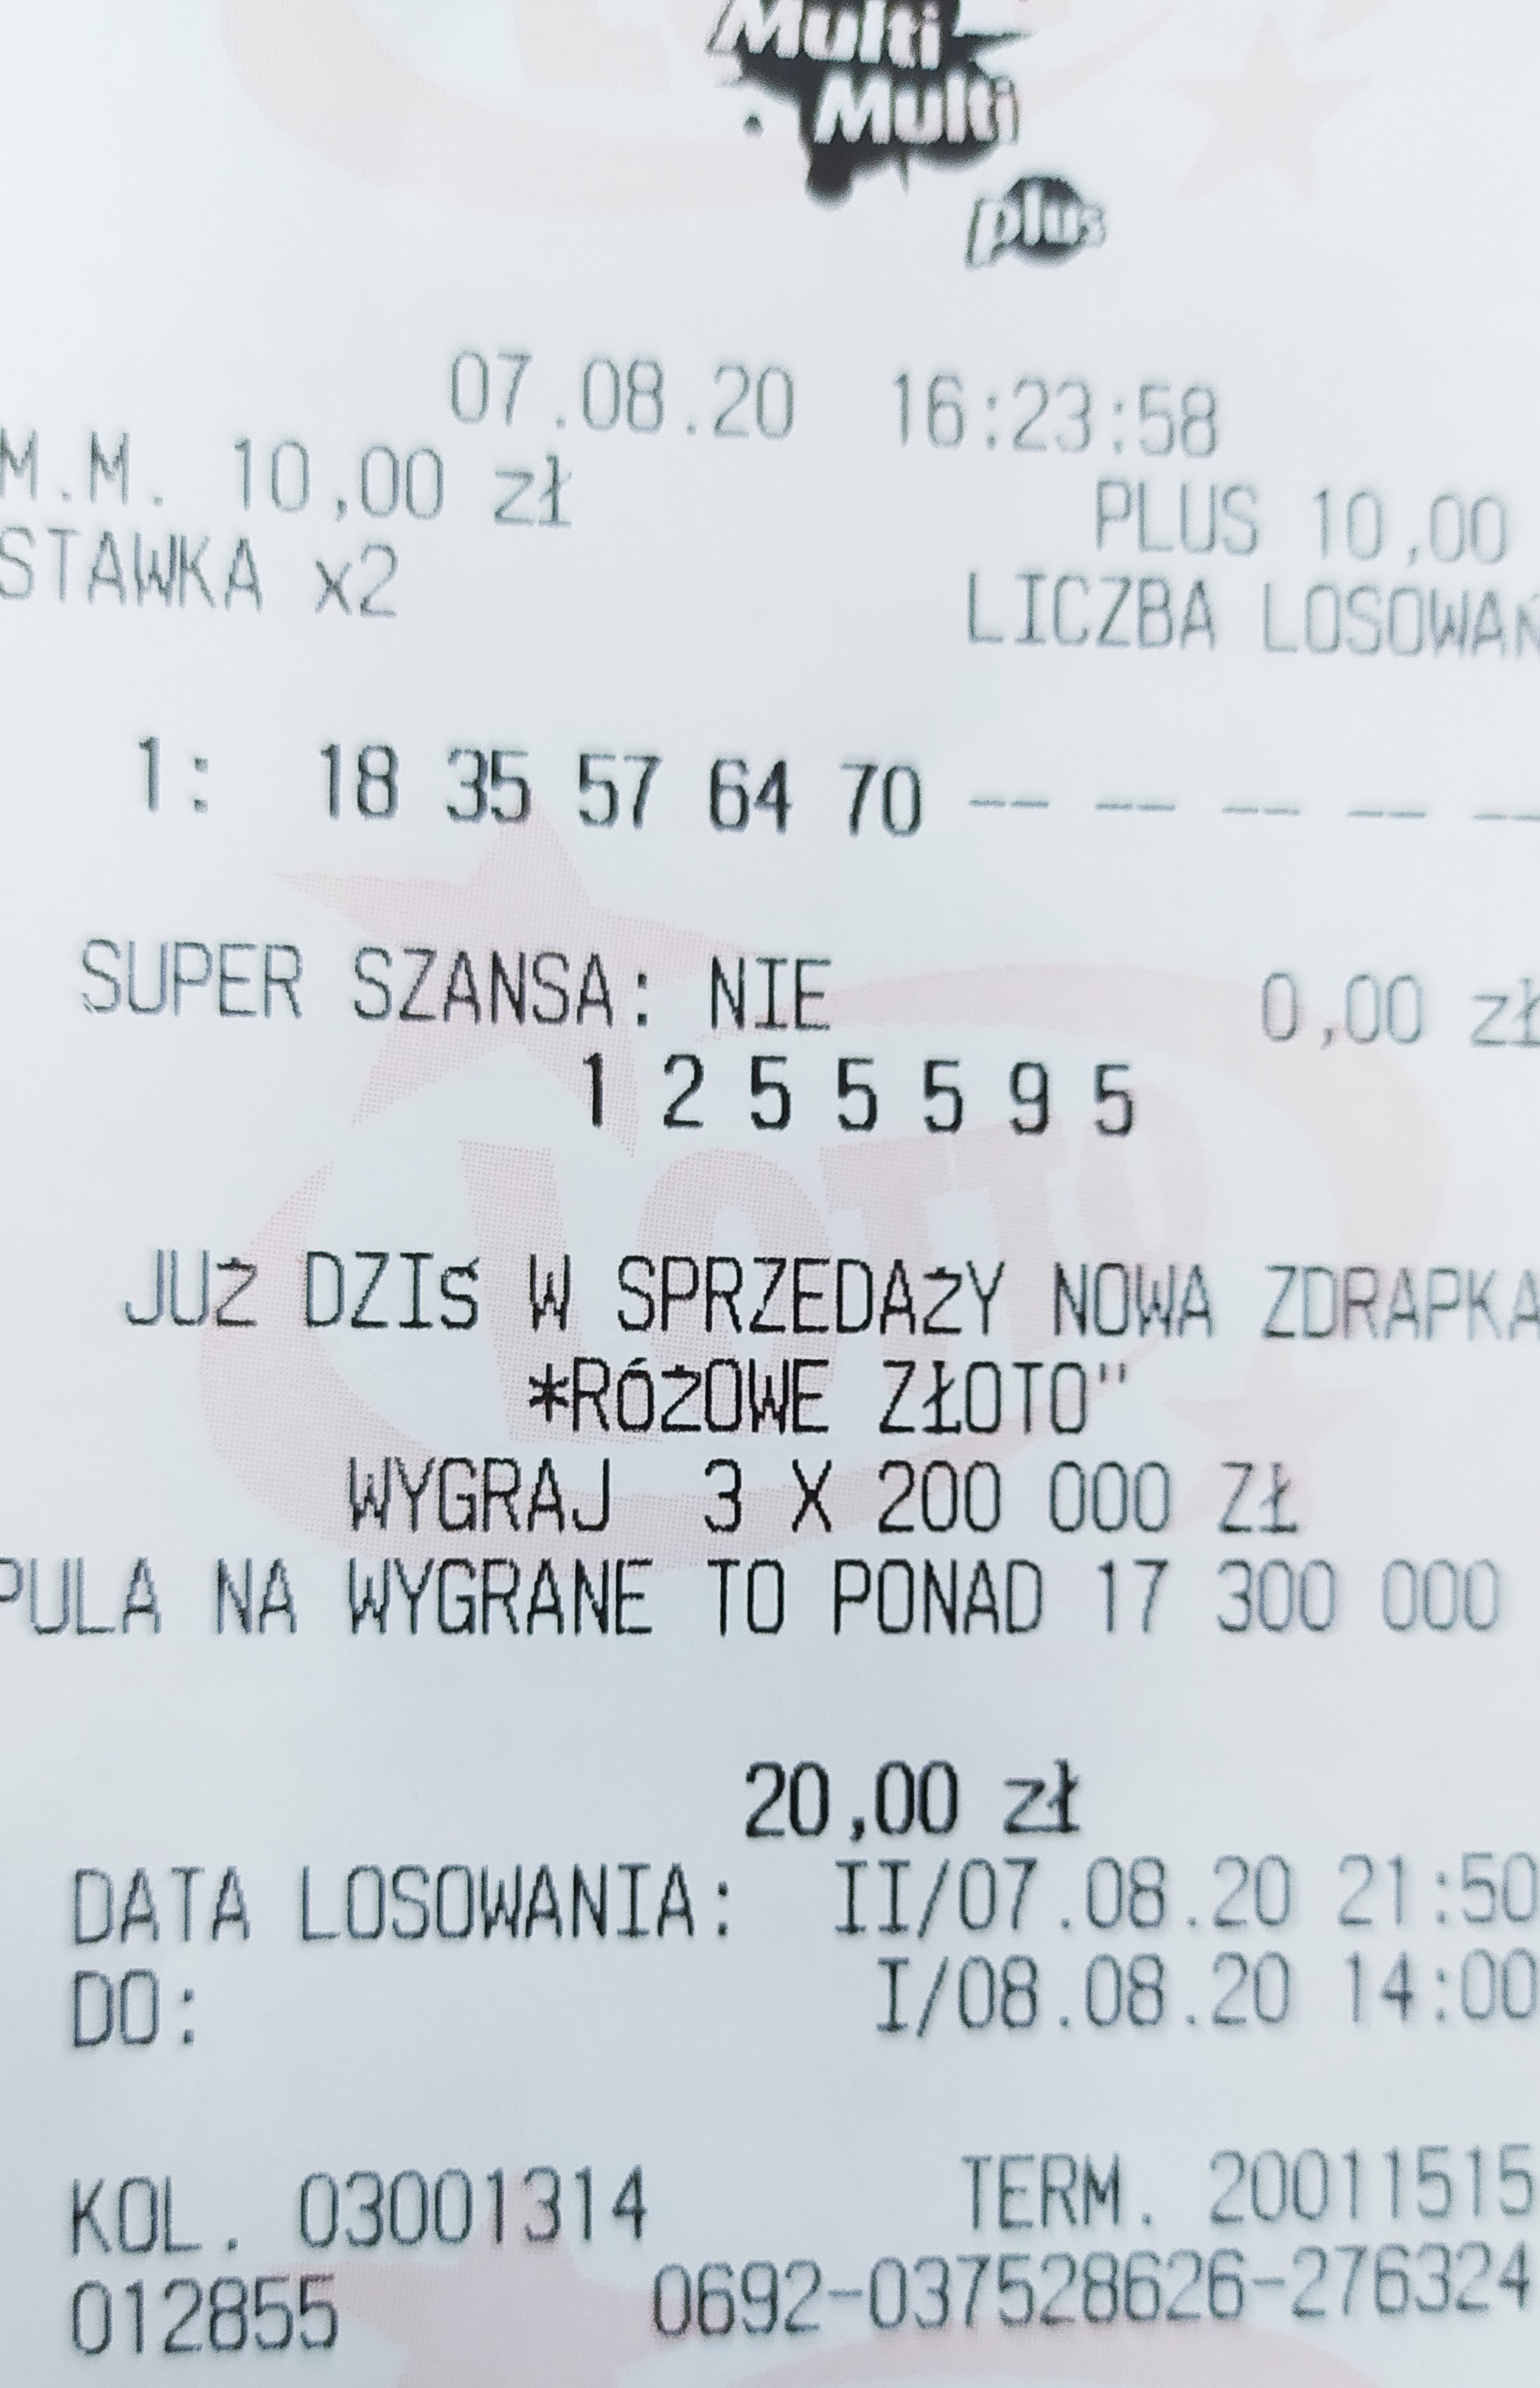 Multi
Multi
plus
07.08.20 16:23:58
M.M. 10,00 zł PLUS 10,00
STAWKA x2 LICZBA LOSOWAŃ
1: 18 35 57 64 70 -- -- -- -- --
SUPER SZANSA: NIE 0,00 zł
1 2 5 5 5 9 5
LOTTO
JUż DZIś W SPRZEDAżY NOWA ZDRAPKA
*RóżOWE ZŁOTO"
WYGRAJ 3 X 200 000 ZŁ
PULA NA WYGRANE TO PONAD 17 300 000
20,00 zł
DATA LOSOWANIA: II/07.08.20 21:50
DO: I/08.08.20 14:00
KOL. 03001314 TERM. 20011515
012855 0692-037528626-276324